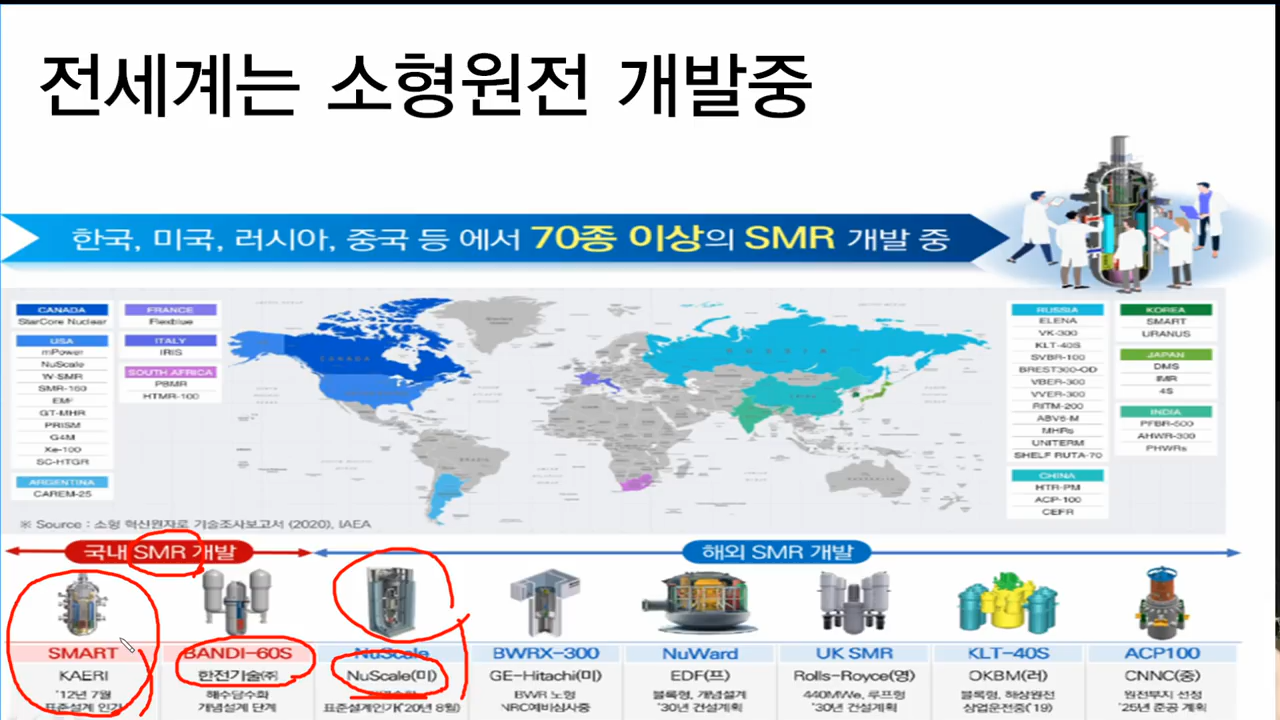 전세계는 소형원전 개발중
한국, 미국, 러시아, 중국 등 에서 70종 이상의 SMR 개발 중
CANADA
StarCore Nuclear
USA
mPower
NuScale
W-SMR
SMR-160
EMF
GT-MHR
PRISM
G4M
Xe-100
SC-HTGR
ARGENTINA
CAREM-25
FRANCE
Flexblue
ITALY
IRIS
SOUTH AFRICA
PBMR
HTMR-100
RUSSIA
ELENA
VK-300
KLT-40S
SVBR-100
BREST300-OD
VBER-300
VVER-300
RITM-200
ABV6-M
MHRs
UNITERM
SHELF RUTA-70
CHINA
HTR-PM
ACP-100
CEFR
KOREA
SMART
URANUS
JAPAN
DMS
IMR
4S
INDIA
PFBR-500
AHWR-300
PHWRs
CANADA
RUSSIA
BRAZIL
AUSTRALIA
※ Source : 소형 혁신원자로 기술조사보고서 (2020), IAEA
국내 SMR 개발
해외 SMR 개발
SMART
KAERI
'12년 7월
표준설계 인가
BANDI-60S
한전기술㈜
해수담수화
개념설계 단계
NuScale
NuScale(미)
표준설계인가'20년 8월)
BWRX-300
GE-Hitachi(미)
BWR 노형
NRC예비심사중
NuWard
EDF(프)
블록형, 개념설계
'30년 건설계획
UK SMR
Rolls-Royce(영)
440MWe, 루프형
'30년 건설계획
KLT-40S
OKBM(러)
블록형, 해상원전
상업운전중('19)
ACP100
CNNC(중)
원전부지 선정
'25년 준공 계획